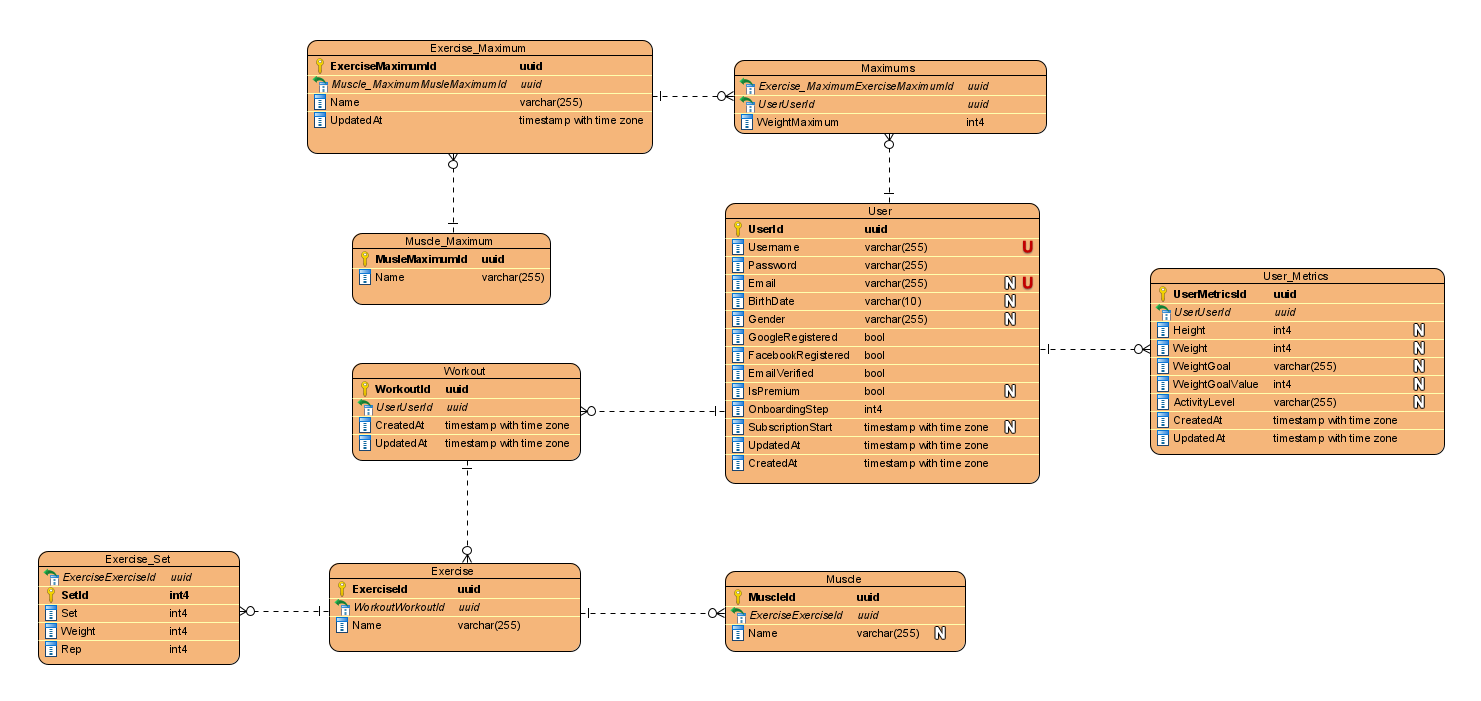 Exercise_Maximum
ExerciseMaximumId uuid
Muscle_MaximumMusleMaximumId uuid
Name varchar(255)
UpdatedAt timestamp with time zone
Maximums
Exercise_MaximumExerciseMaximumId uuid
UserUserId uuid
WeightMaximum int4
Muscle_Maximum
MusleMaximumId uuid
Name varchar(255)
User
UserId uuid
Username varchar(255) U
Password varchar(255)
Email varchar(255) N U
BirthDate varchar(10) N
Gender varchar(255) N
GoogleRegistered bool
FacebookRegistered bool
EmailVerified bool
IsPremium bool N
OnboardingStep int4
SubscriptionStart timestamp with time zone N
UpdatedAt timestamp with time zone
CreatedAt timestamp with time zone
User_Metrics
UserMetricsId uuid
UserUserId uuid
Height int4 N
Weight int4 N
WeightGoal varchar(255) N
WeightGoalValue int4 N
ActivityLevel varchar(255) N
CreatedAt timestamp with time zone
UpdatedAt timestamp with time zone
Workout
WorkoutId uuid
UserUserId uuid
CreatedAt timestamp with time zone
UpdatedAt timestamp with time zone
Exercise_Set
ExerciseExerciseId uuid
SetId int4
Set int4
Weight int4
Rep int4
Exercise
ExerciseId uuid
WorkoutWorkoutId uuid
Name varchar(255)
Muscle
MuscleId uuid
ExerciseExerciseId uuid
Name varchar(255) N